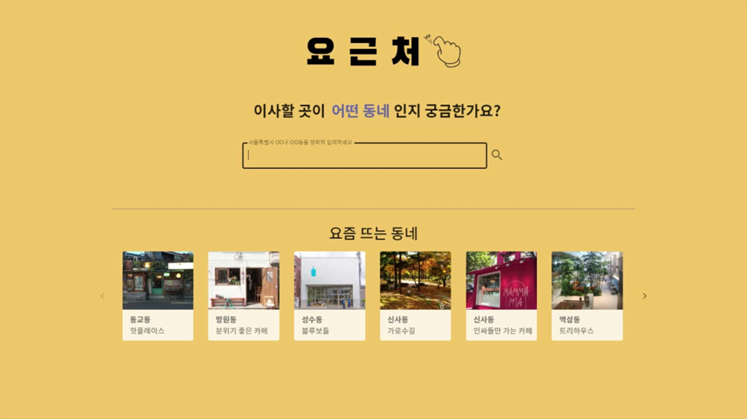 요근처
이사할 곳이 어떤 동네 인지 궁금한가요?
서울특별시 OO구 OO동을 정확히 입력하세요
요즘 뜨는 동네
동교동
핫플레이스
망원동
분위기 좋은 카페
성수동
블루보틀
신사동
가로수길
MAMMA
MIA
신사동
인싸들만 가는 카페
역삼동
트리하우스